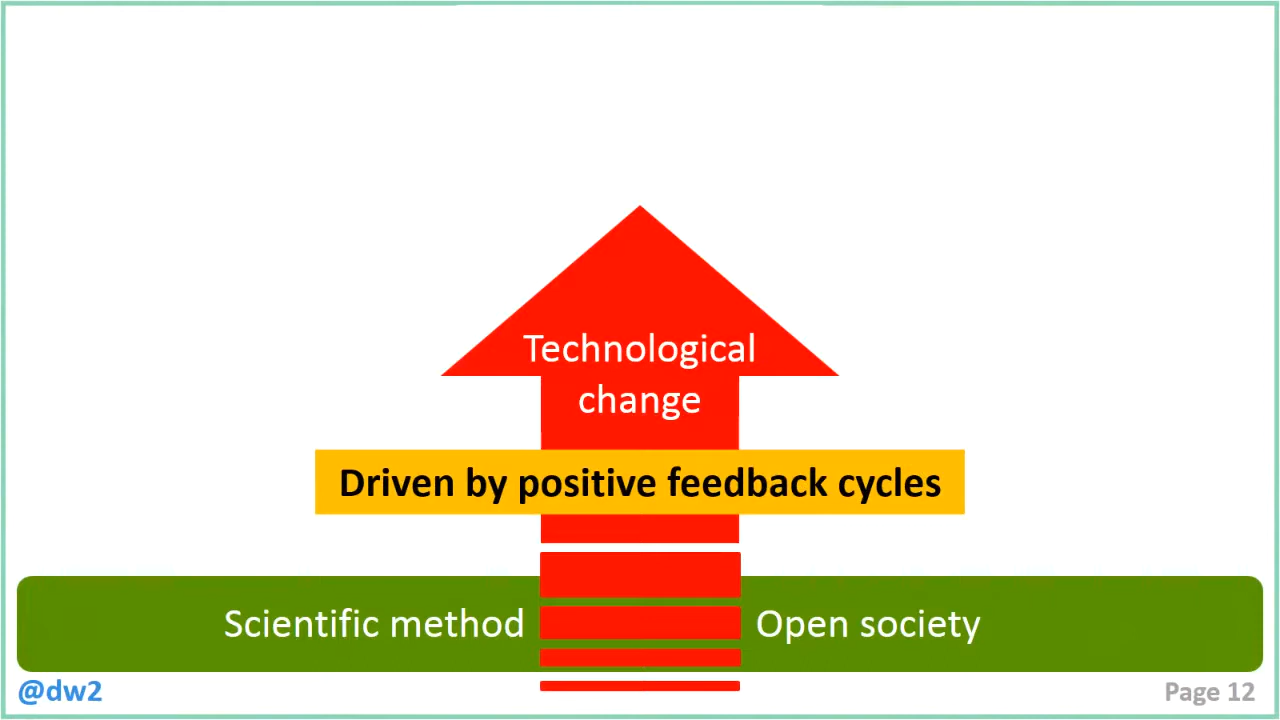 Technological
change
Driven by positive feedback cycles
Scientific method
Open society
@dw2
Page 12